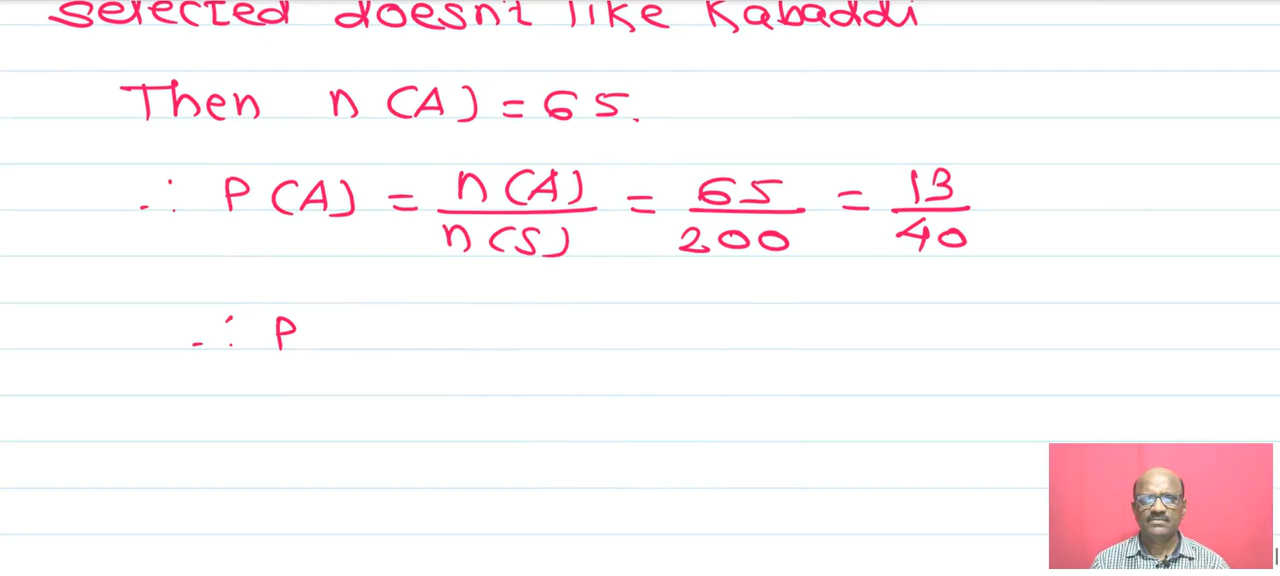 selected doesn't like Kabaddi
Then n(A) = 65.
∴ P(A) = n(A)/n(S) = 65/200 = 13/40
∴ P